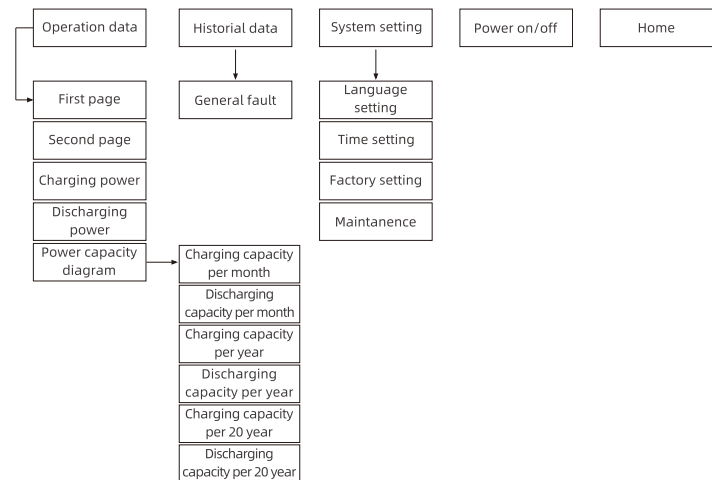 Operation data
Historial data
System setting
Power on/off
Home
First page
General fault
Language
setting
Second page
Time setting
Charging power
Factory setting
Discharging
power
Maintanence
Power capacity
diagram
Charging capacity
per month
Discharging
capacity per month
Charging capacity
per year
Discharging
capacity per year
Charging capacity
per 20 year
Discharging
capacity per 20 year